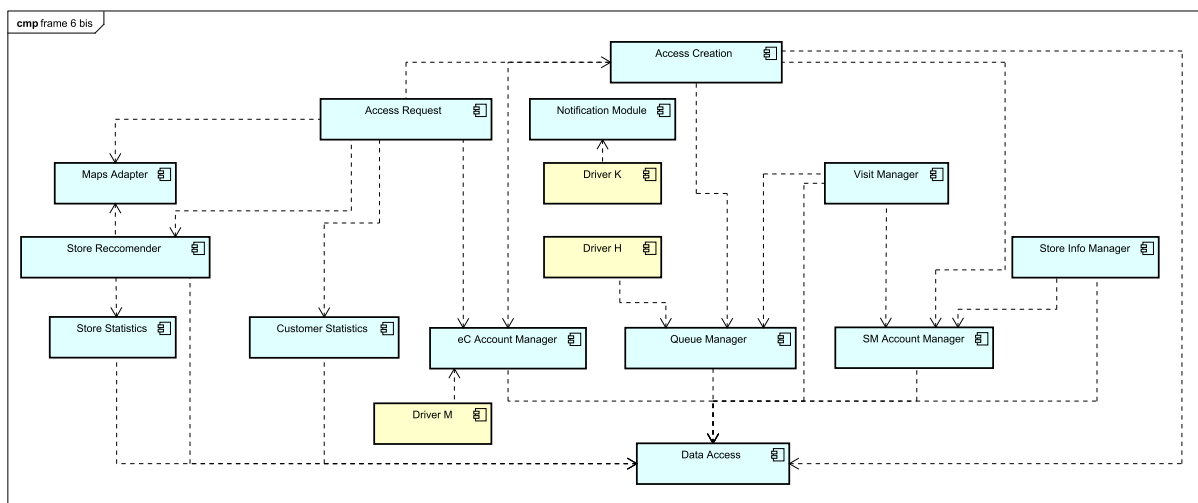 cmp frame 6 bis
Access Creation
Access Request
Notification Module
Maps Adapter
Driver K
Visit Manager
Store Reccomender
Driver H
Store Info Manager
Store Statistics
Customer Statistics
eC Account Manager
Queue Manager
SM Account Manager
Driver M
Data Access